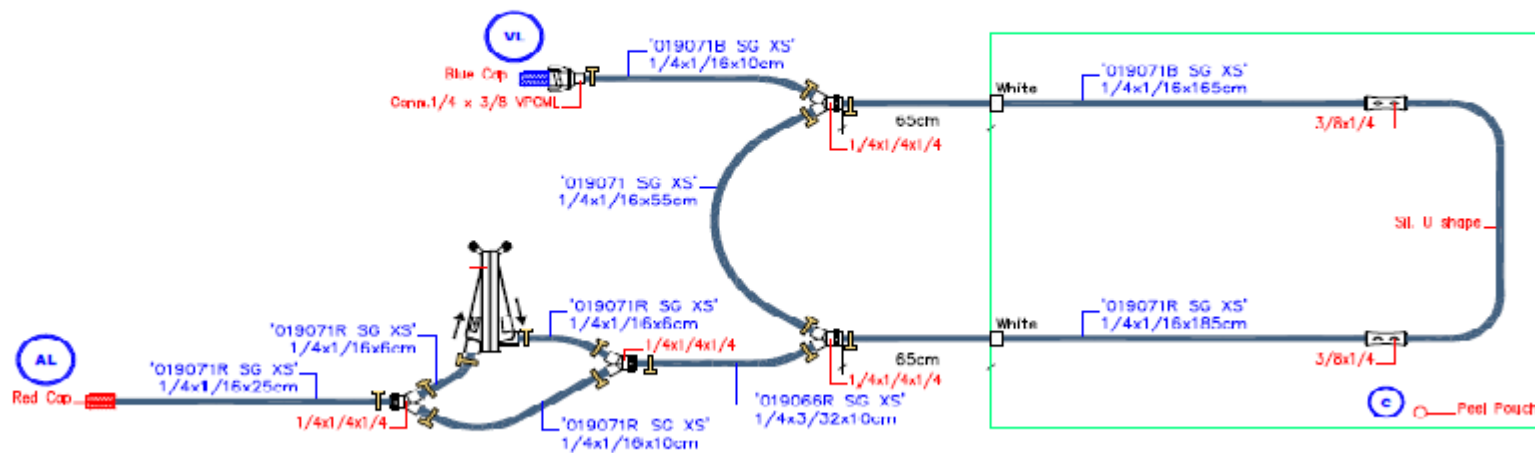 VL
Blue Cap
Conn.1/4 x 3/8 VPCML
'019071B SG XS'
1/4x1/16x10cm
65cm
1/4x1/4x1/4
White
'019071B SG XS'
1/4x1/16x165cm
3/8x1/4
'019071 SG XS'
1/4x1/16x55cm
Sil. U shape
AL
Red Cap
'019071R SG XS'
1/4x1/16x25cm
'019071R SG XS'
1/4x1/16x6cm
1/4x1/4x1/4
'019071R SG XS'
1/4x1/16x6cm
1/4x1/4x1/4
'019071R SG XS'
1/4x1/16x10cm
'019066R SG XS'
1/4x3/32x10cm
65cm
1/4x1/4x1/4
White
'019071R SG XS'
1/4x1/16x185cm
3/8x1/4
C
Peel Pouch